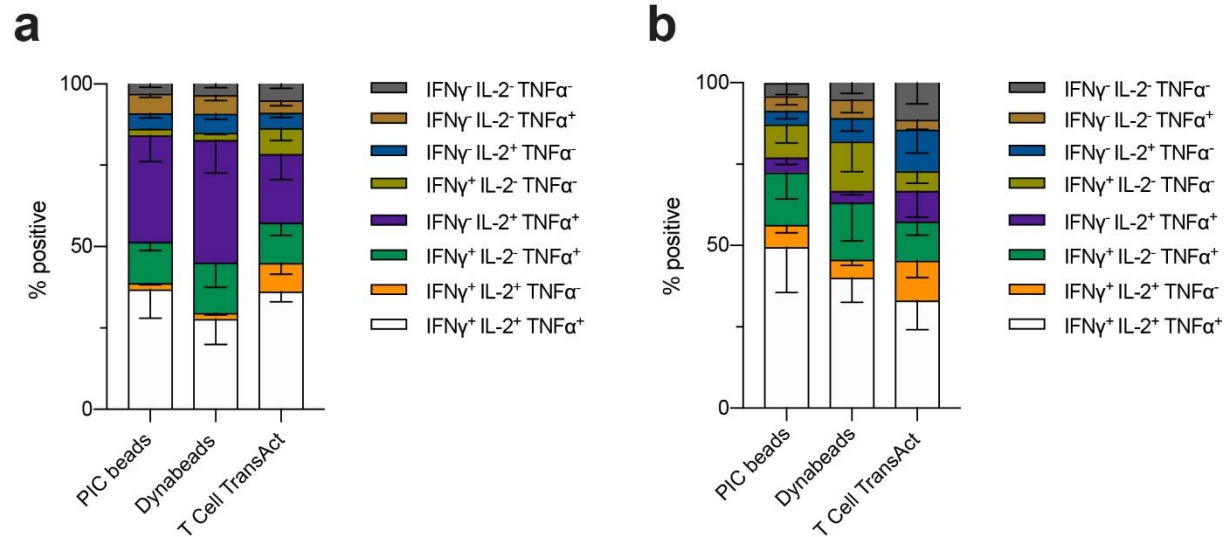 a
% positive
100
50
0
PIC beads
Dynabeads
T Cell TransAct
IFNγ⁻ IL-2⁻ TNFα⁻
IFNγ⁻ IL-2⁻ TNFα⁺
IFNγ⁻ IL-2⁺ TNFα⁻
IFNγ⁺ IL-2⁻ TNFα⁻
IFNγ⁻ IL-2⁺ TNFα⁺
IFNγ⁺ IL-2⁻ TNFα⁺
IFNγ⁺ IL-2⁺ TNFα⁻
IFNγ⁺ IL-2⁺ TNFα⁺
b
% positive
100
50
0
PIC beads
Dynabeads
T Cell TransAct
IFNγ⁻ IL-2⁻ TNFα⁻
IFNγ⁻ IL-2⁻ TNFα⁺
IFNγ⁻ IL-2⁺ TNFα⁻
IFNγ⁺ IL-2⁻ TNFα⁻
IFNγ⁻ IL-2⁺ TNFα⁺
IFNγ⁺ IL-2⁻ TNFα⁺
IFNγ⁺ IL-2⁺ TNFα⁻
IFNγ⁺ IL-2⁺ TNFα⁺